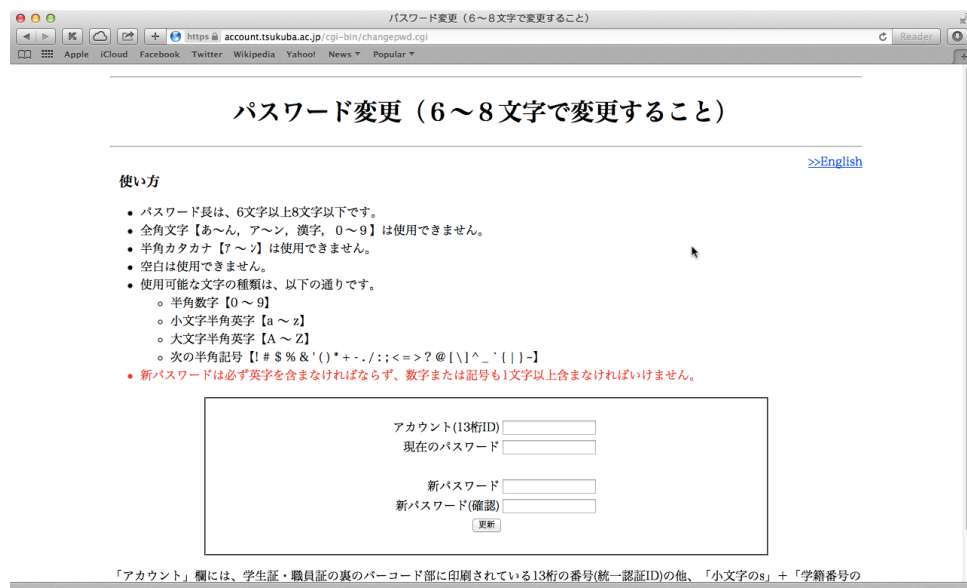 パスワード変更（６～８文字で変更すること）
https account.tsukuba.ac.jp/cgi-bin/changepwd.cgi
Reader
Apple iCloud Facebook Twitter Wikipedia Yahoo! News ▼ Popular ▼
パスワード変更（６～８文字で変更すること）
>>English
使い方
• パスワード長は、6文字以上8文字以下です。
• 全角文字【あ～ん，ア～ン，漢字，０～９】は使用できません。
• 半角カタカナ【ｱ ～ ﾝ】は使用できません。
• 空白は使用できません。
• 使用可能な文字の種類は、以下の通りです。
◦ 半角数字【0 ～ 9】
◦ 小文字半角英字【a ～ z】
◦ 大文字半角英字【A ～ Z】
◦ 次の半角記号【! # $ % & ' ( ) * + - . / : ; < = > ? @ [ \ ] ^ _ ` { | } ~】
• 新パスワードは必ず英字を含まなければならず、数字または記号も1文字以上含まなければいけません。
アカウント(13桁ID)
現在のパスワード
新パスワード
新パスワード(確認)
更新
「アカウント」欄には、学生証・職員証の裏のバーコード部に印刷されている13桁の番号(統一認証ID)の他、「小文字のs」＋「学籍番号の